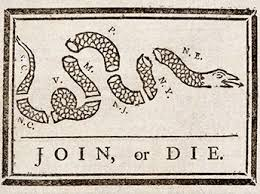 P.
N. E.
S. C.
V.
M.
N. Y.
N. J.
N. C.
JOIN, or DIE.